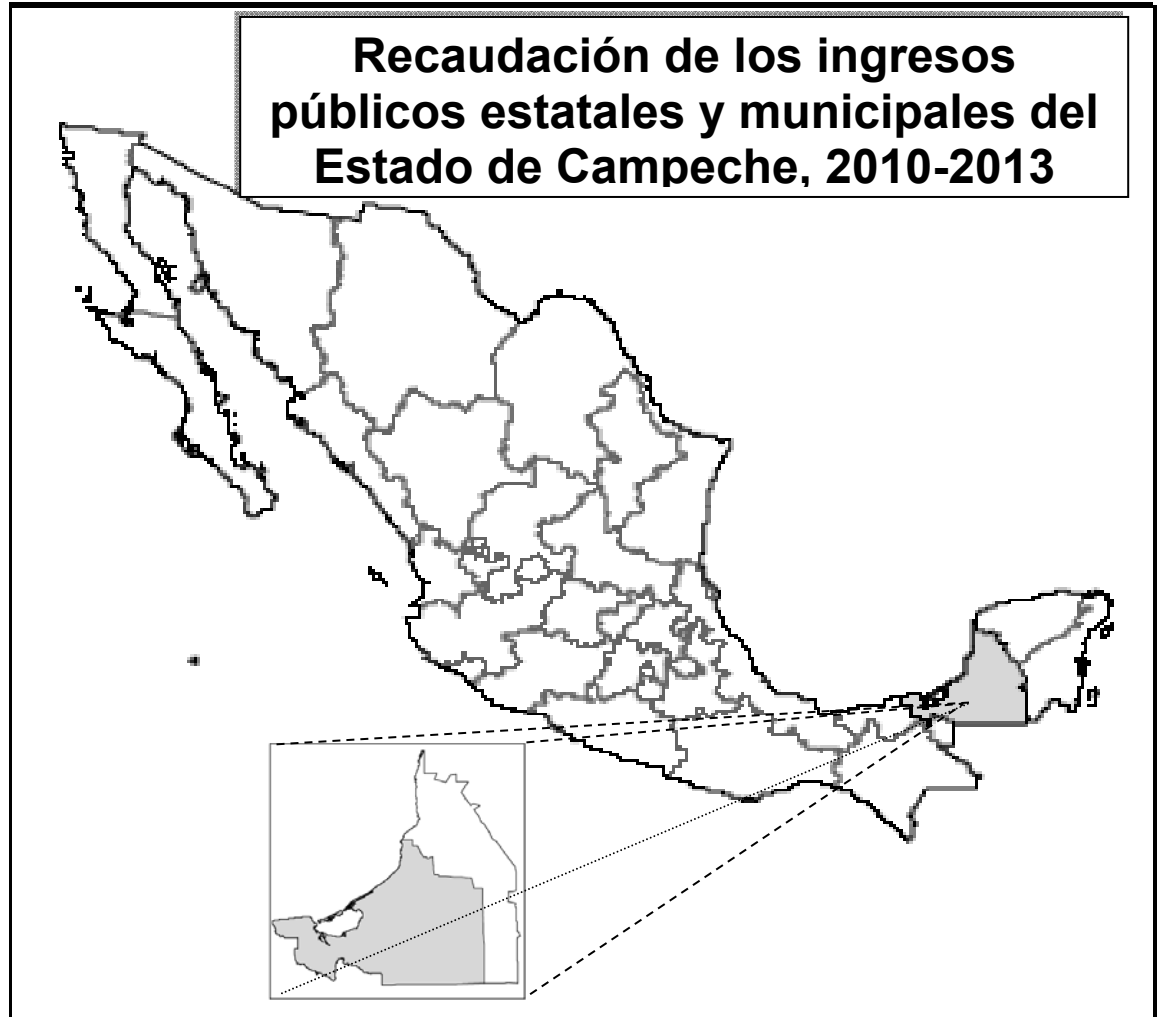 Recaudación de los ingresos
públicos estatales y municipales del
Estado de Campeche, 2010-2013